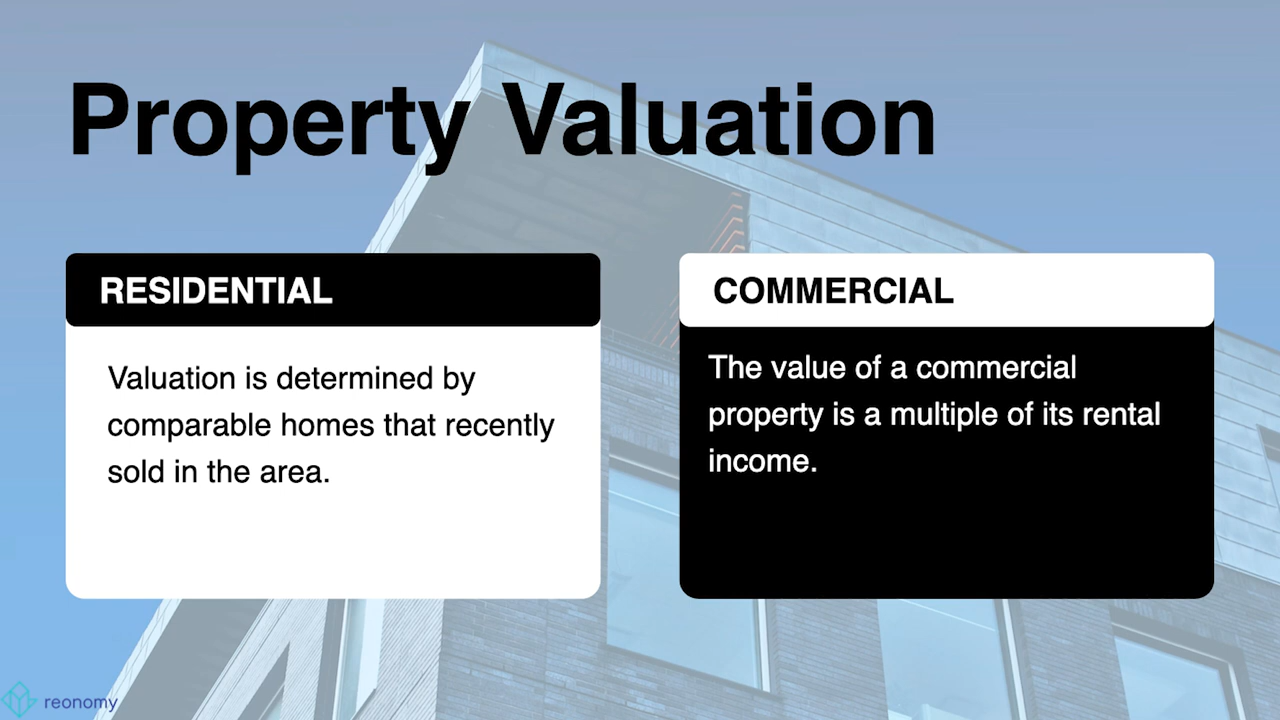 Property Valuation
RESIDENTIAL
Valuation is determined by
comparable homes that recently
sold in the area.
COMMERCIAL
The value of a commercial
property is a multiple of its rental
income.
reonomy